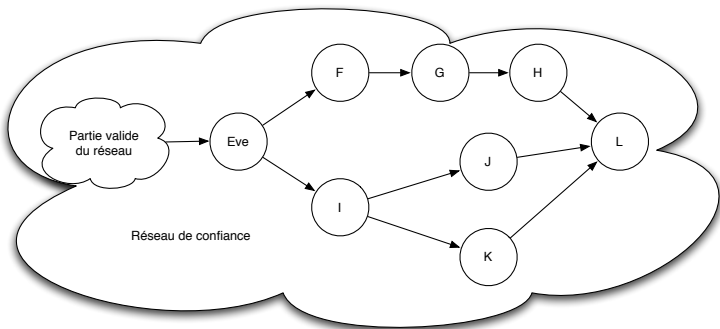 F
G
H
Partie valide
du réseau
Eve
L
J
I
Réseau de confiance
K